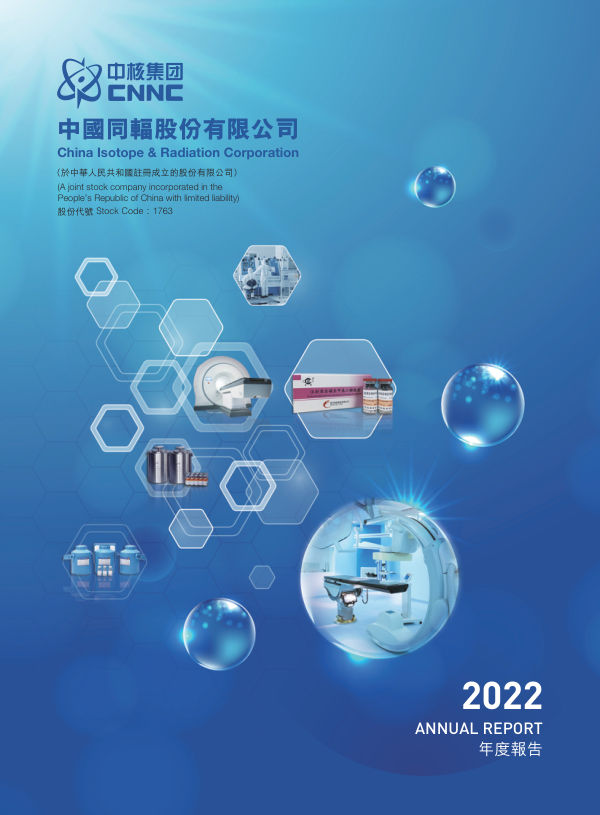 中核集团
CNNC
中國同輻股份有限公司
China Isotope & Radiation Corporation
（於中華人民共和國註冊成立的股份有限公司）
(A joint stock company incorporated in the
People's Republic of China with limited liability)
股份代號 Stock Code：1763
2022
ANNUAL REPORT
年度報告